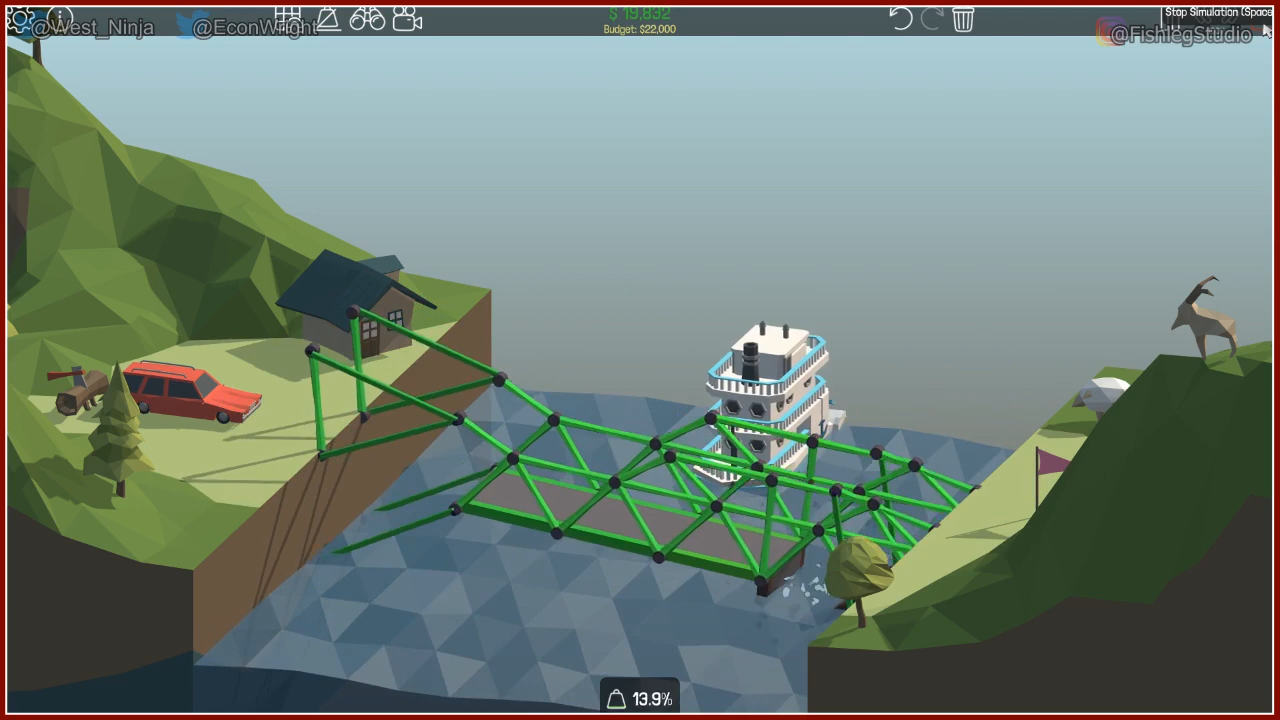 @West_Ninja
@EconWright
$ 19,832
Budget: $22,000
Stop Simulation (Space
@FishlegStudio
13.9%